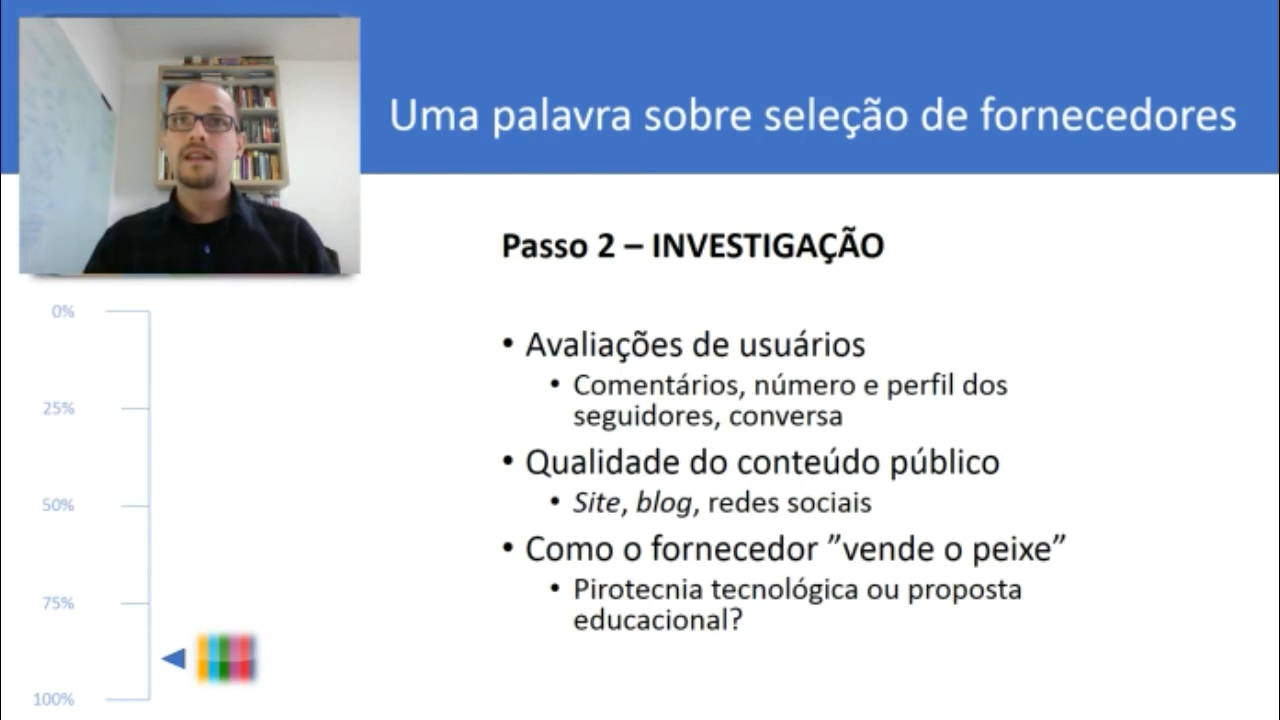 Uma palavra sobre seleção de fornecedores
Passo 2 – INVESTIGAÇÃO
• Avaliações de usuários
• Comentários, número e perfil dos
seguidores, conversa
• Qualidade do conteúdo público
• Site, blog, redes sociais
• Como o fornecedor ”vende o peixe”
• Pirotecnia tecnológica ou proposta
educacional?
0%
25%
50%
75%
100%